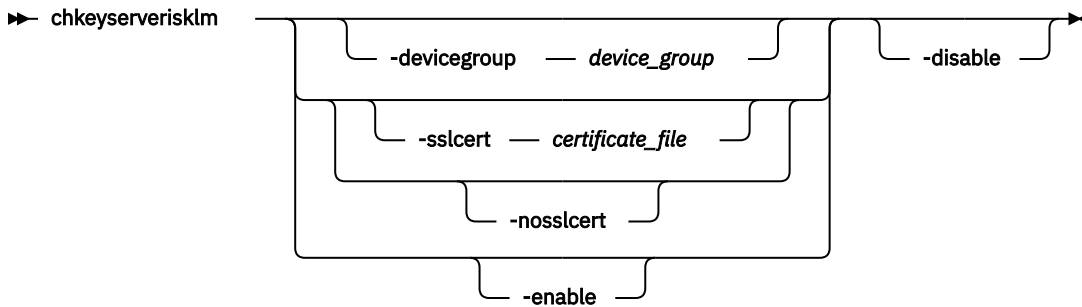 chkeyserverisklm
-devicegroup device_group
-disable
-sslcert certificate_file
-nosslcert
-enable